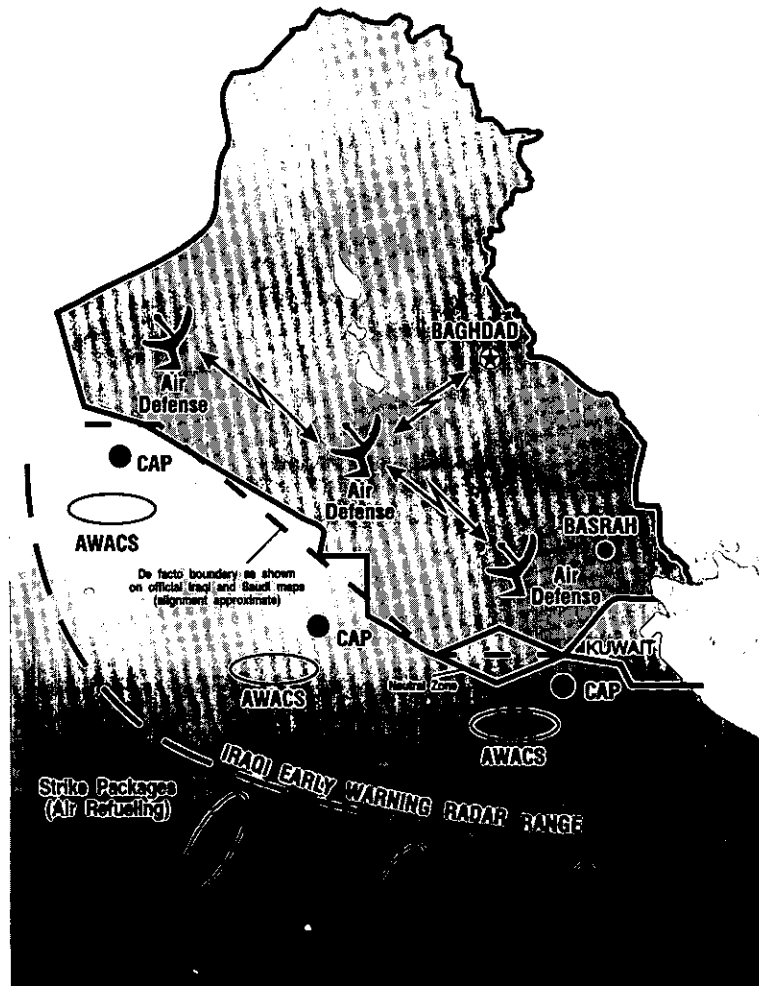 BAGHDAD
Air
Defense
CAP
AWACS
Air
Defense
BASRAH
Air
Defense
De facto boundary as shown
on official Iraqi and Saudi maps
(alignment approximate)
CAP
KUWAIT
AWACS
Neutral Zone
CAP
AWACS
IRAQI EARLY WARNING RADAR RANGE
Strike Packages
(Air Refueling)